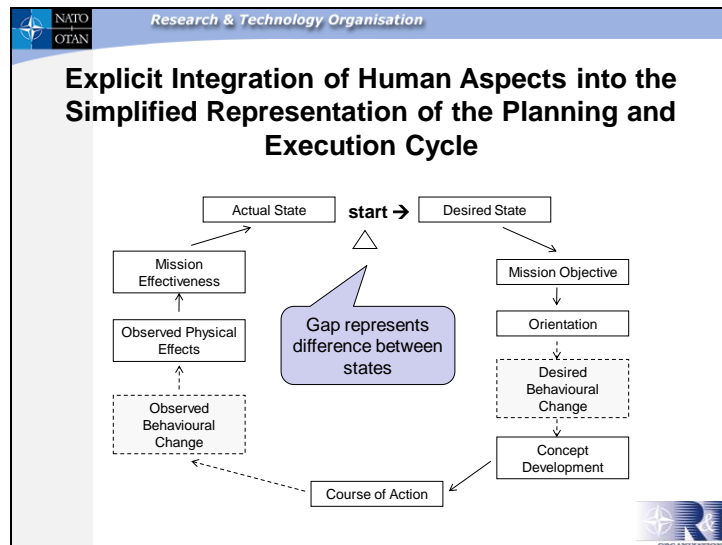 NATO
OTAN
Research & Technology Organisation
Explicit Integration of Human Aspects into the
Simplified Representation of the Planning and
Execution Cycle
Actual State
start →
Desired State
Mission
Effectiveness
Mission Objective
Observed Physical
Effects
Gap represents
difference between
states
Orientation
Desired
Behavioural
Change
Observed
Behavioural
Change
Concept
Development
Course of Action
R&T